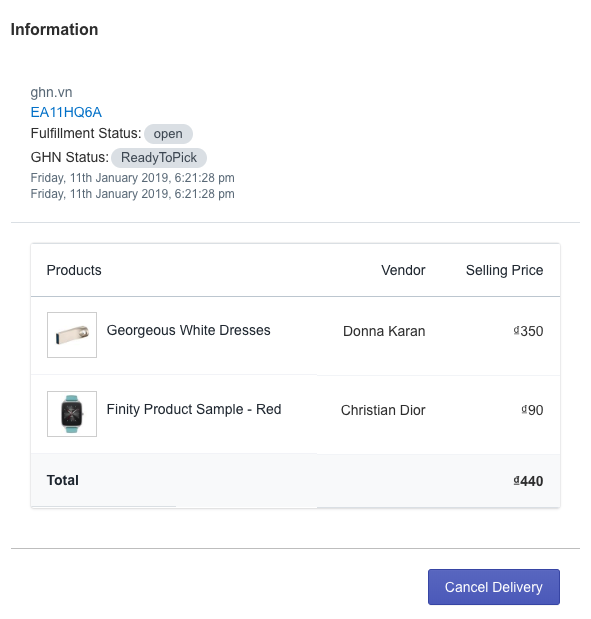 Information
ghn.vn
EA11HQ6A
Fulfillment Status: open
GHN Status: ReadyToPick
Friday, 11th January 2019, 6:21:28 pm
Friday, 11th January 2019, 6:21:28 pm
Products Vendor Selling Price
Georgeous White Dresses Donna Karan ₫350
Finity Product Sample - Red Christian Dior ₫90
Total ₫440
Cancel Delivery